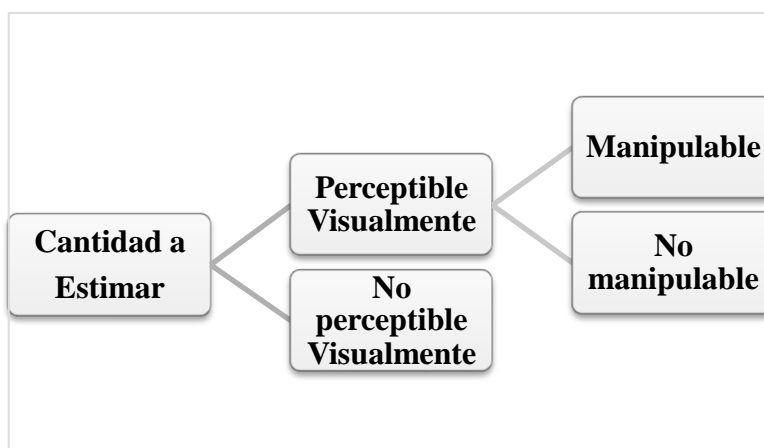 Cantidad a
Estimar
Perceptible
Visualmente
No
perceptible
Visualmente
Manipulable
No
manipulable